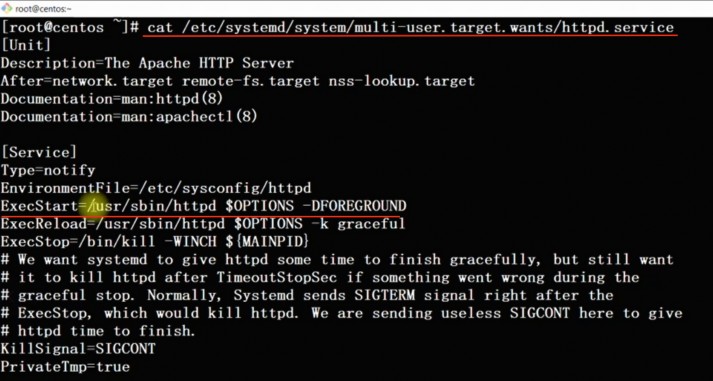 root@centos:~
[root@centos ~]# cat /etc/systemd/system/multi-user.target.wants/httpd.service
[Unit]
Description=The Apache HTTP Server
After=network.target remote-fs.target nss-lookup.target
Documentation=man:httpd(8)
Documentation=man:apachectl(8)
[Service]
Type=notify
EnvironmentFile=/etc/sysconfig/httpd
ExecStart=/usr/sbin/httpd $OPTIONS -DFOREGROUND
ExecReload=/usr/sbin/httpd $OPTIONS -k graceful
ExecStop=/bin/kill -WINCH ${MAINPID}
# We want systemd to give httpd some time to finish gracefully, but still want
# it to kill httpd after TimeoutStopSec if something went wrong during the
# graceful stop. Normally, Systemd sends SIGTERM signal right after the
# ExecStop, which would kill httpd. We are sending useless SIGCONT here to give
# httpd time to finish.
KillSignal=SIGCONT
PrivateTmp=true